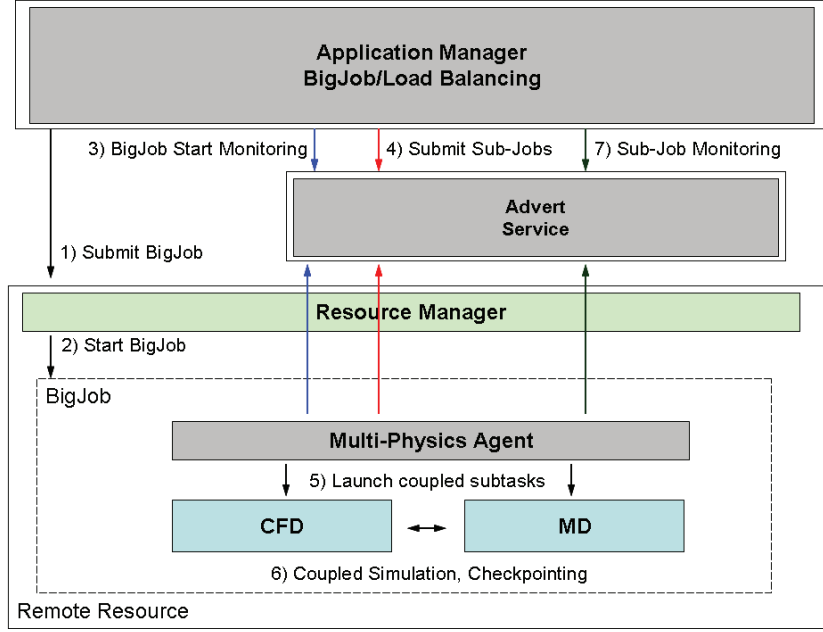 Application Manager
BigJob/Load Balancing
3) BigJob Start Monitoring
4) Submit Sub-Jobs
7) Sub-Job Monitoring
Advert
Service
1) Submit BigJob
Resource Manager
2) Start BigJob
BigJob
Multi-Physics Agent
5) Launch coupled subtasks
CFD
MD
6) Coupled Simulation, Checkpointing
Remote Resource